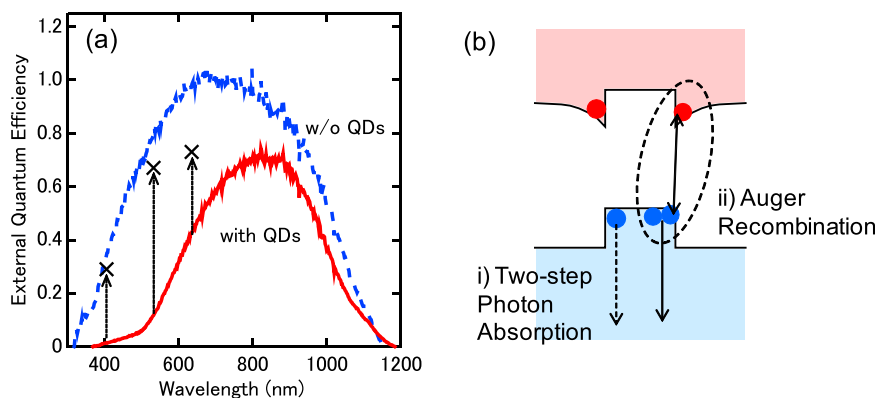 (a)
External Quantum Efficiency
1.2
1.0
0.8
0.6
0.4
0.2
0
w/o QDs
with QDs
400
600
800
1000
1200
Wavelength (nm)
(b)
ii) Auger
Recombination
i) Two-step
Photon
Absorption